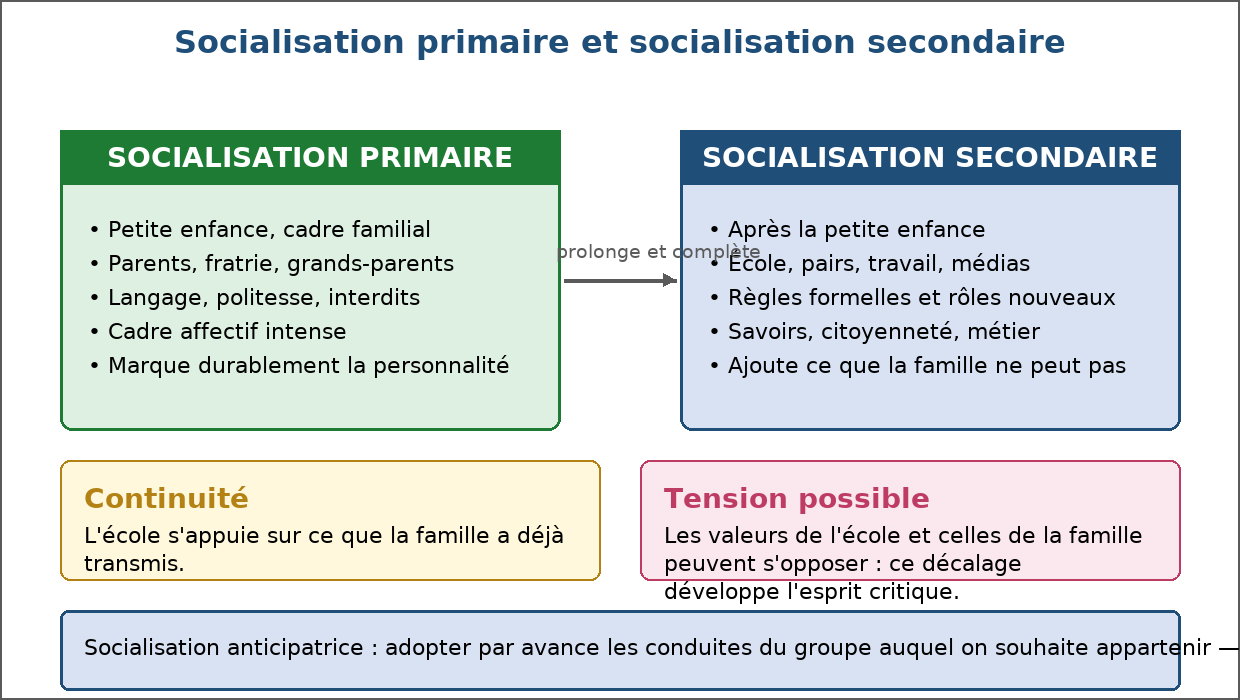 Socialisation primaire et socialisation secondaire
SOCIALISATION PRIMAIRE
• Petite enfance, cadre familial
• Parents, fratrie, grands-parents
• Langage, politesse, interdits
• Cadre affectif intense
• Marque durablement la personnalité
prolonge et complète
SOCIALISATION SECONDAIRE
• Après la petite enfance
• École, pairs, travail, médias
• Règles formelles et rôles nouveaux
• Savoirs, citoyenneté, métier
• Ajoute ce que la famille ne peut pas
Continuité
L'école s'appuie sur ce que la famille a déjà
transmis.
Tension possible
Les valeurs de l'école et celles de la famille
peuvent s'opposer : ce décalage
développe l'esprit critique.
Socialisation anticipatrice : adopter par avance les conduites du groupe auquel on souhaite appartenir —